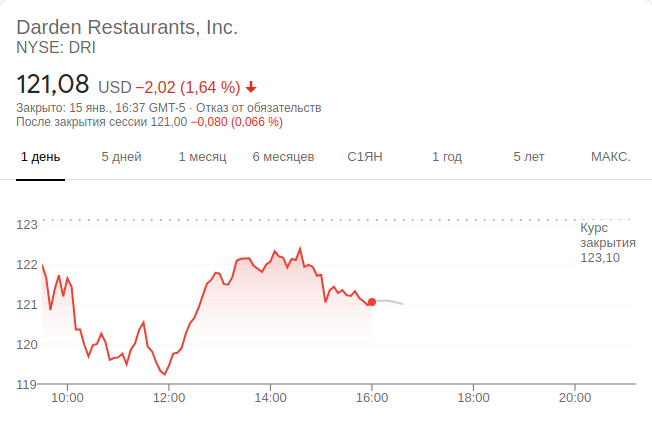 Darden Restaurants, Inc.
NYSE: DRI
121,08 USD −2,02 (1,64 %)
Закрыто: 15 янв., 16:37 GMT-5 · Отказ от обязательств
После закрытия сессии 121,00 −0,080 (0,066 %)
1 день 5 дней 1 месяц 6 месяцев С1ЯН 1 год 5 лет МАКС.
123
Курс
закрытия
123,10
122
121
120
119
10:00 12:00 14:00 16:00 18:00 20:00